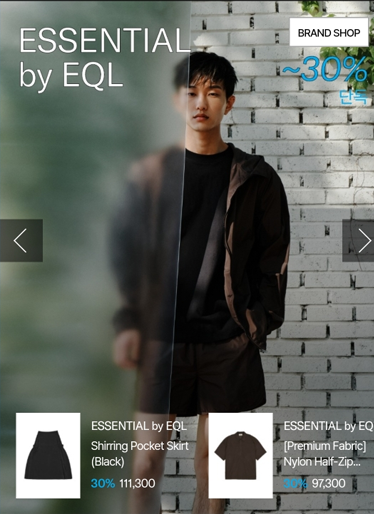 ESSENTIAL
by EQL
BRAND SHOP
~30%
단독
ESSENTIAL by EQL
Shirring Pocket Skirt
(Black)
30% 111,300
ESSENTIAL by EQ
[Premium Fabric]
Nylon Half-Zip...
30% 97,300